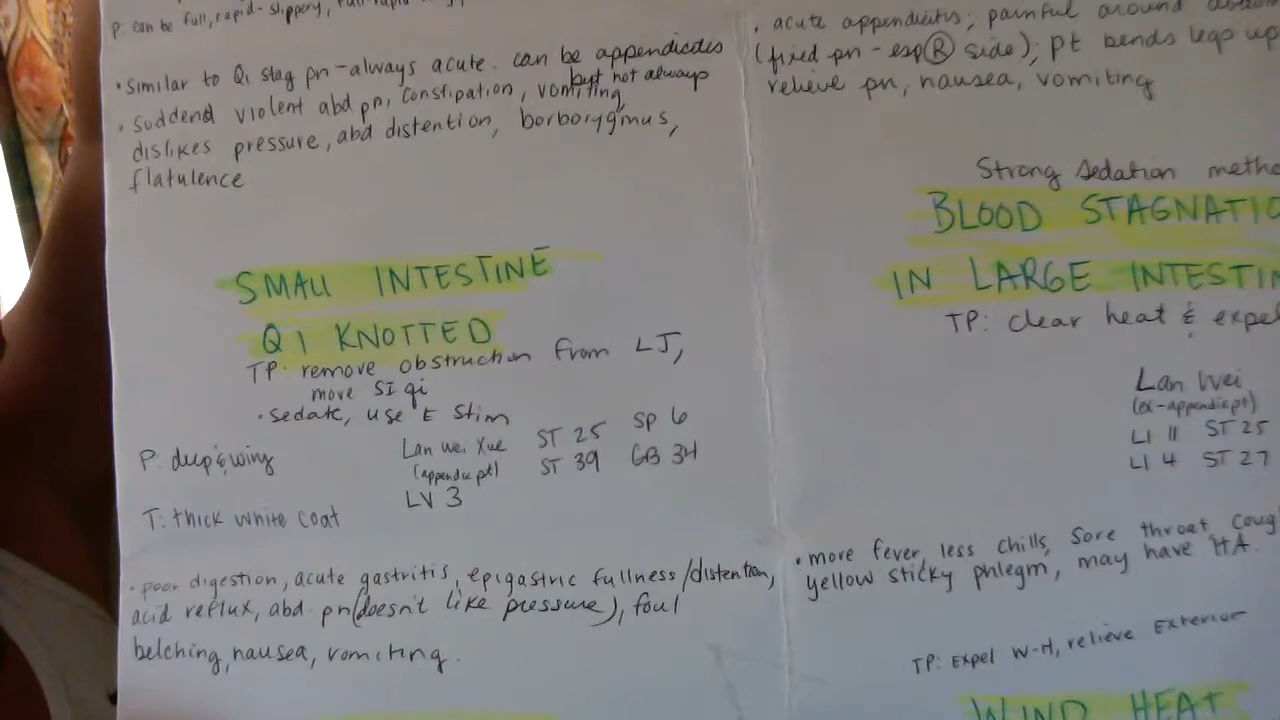 P: can be full, rapid-slippery,
• Similar to Qi stag pn - always acute. can be appendicites
but not always
• suddend violent abd pn, constipation, vomiting,
dislikes pressure, abd distention, borborygmus,
flatulence
SMALL INTESTINE
QI KNOTTED
TP: remove obstruction from LJ,
move SI qi
• sedate, use E stim
P: deep & wiry
Lan Wei Xue ST 25 SP 6
(appendix pt) ST 39 GB 34
LV 3
T: thick white coat
• poor digestion, acute gastritis, epigastric fullness/distention,
acid reflux, abd pn (doesn't like pressure), foul
belching, nausea, vomiting.
• acute appendicitis; painful around
(fixed pn - esp Ⓡ side); pt bends legs up
relieve pn, nausea, vomiting
Strong sedation metho
BLOOD STAGNATIO
IN LARGE INTESTIN
TP: clear heat & expel
Lan Wei
(ex-appendix pt)
LI 11 ST 25
LI 4 ST 27
• more fever, less chills, sore throat, coug
yellow sticky phlegm, may have HA.
TP: Expel W-H, relieve Exterior
WIND HEAT